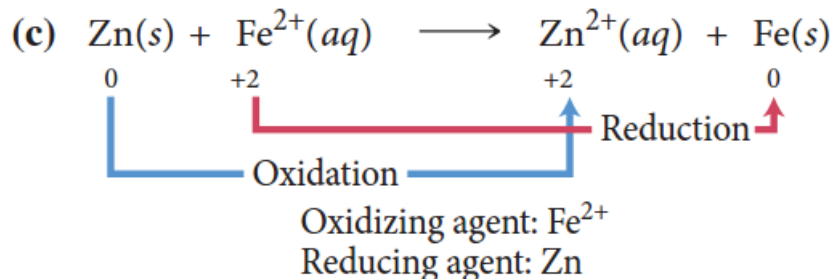 (c) Zn(s) + Fe²⁺(aq) ⟶ Zn²⁺(aq) + Fe(s)
0 +2 +2 0
Reduction
Oxidation
Oxidizing agent: Fe²⁺
Reducing agent: Zn